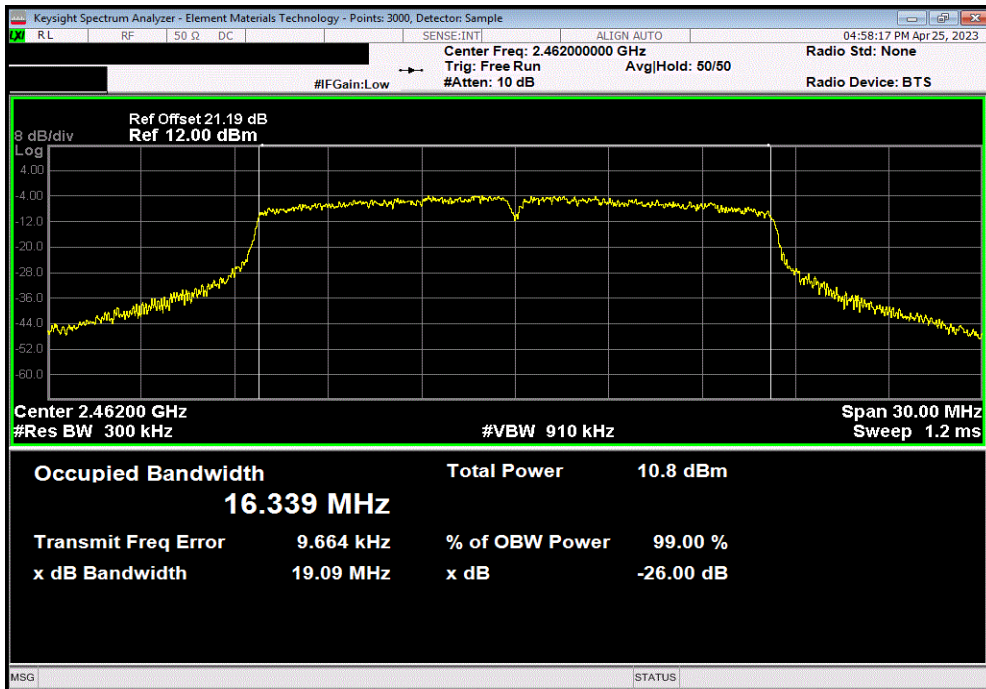 Keysight Spectrum Analyzer - Element Materials Technology - Points: 3000, Detector: Sample
LXI RL RF 50 Ω DC SENSE:INT ALIGN AUTO 04:58:17 PM Apr 25, 2023
Center Freq: 2.462000000 GHz Radio Std: None
Trig: Free Run Avg|Hold: 50/50
#IFGain:Low #Atten: 10 dB Radio Device: BTS
Ref Offset 21.19 dB
8 dB/div Ref 12.00 dBm
Log
4.00
-4.00
-12.0
-20.0
-28.0
-36.0
-44.0
-52.0
-60.0
Center 2.46200 GHz Span 30.00 MHz
#Res BW 300 kHz #VBW 910 kHz Sweep 1.2 ms
Occupied Bandwidth Total Power 10.8 dBm
16.339 MHz
Transmit Freq Error 9.664 kHz % of OBW Power 99.00 %
x dB Bandwidth 19.09 MHz x dB -26.00 dB
MSG STATUS